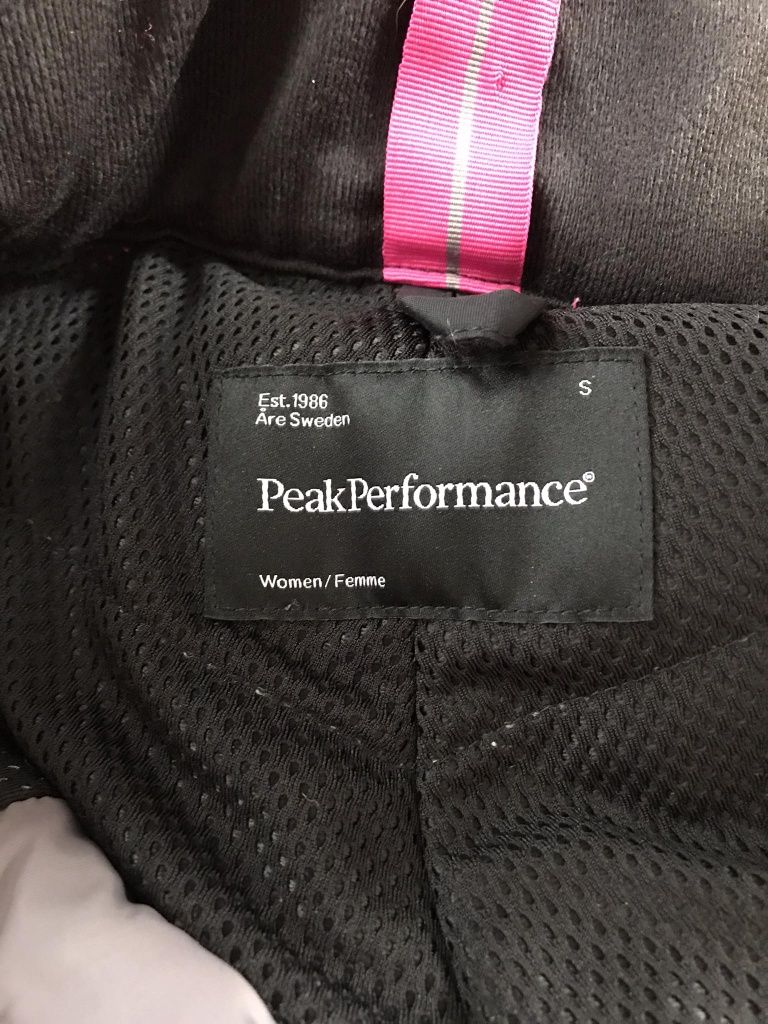 Est.1986
Åre Sweden
S
PeakPerformance®
Women/Femme